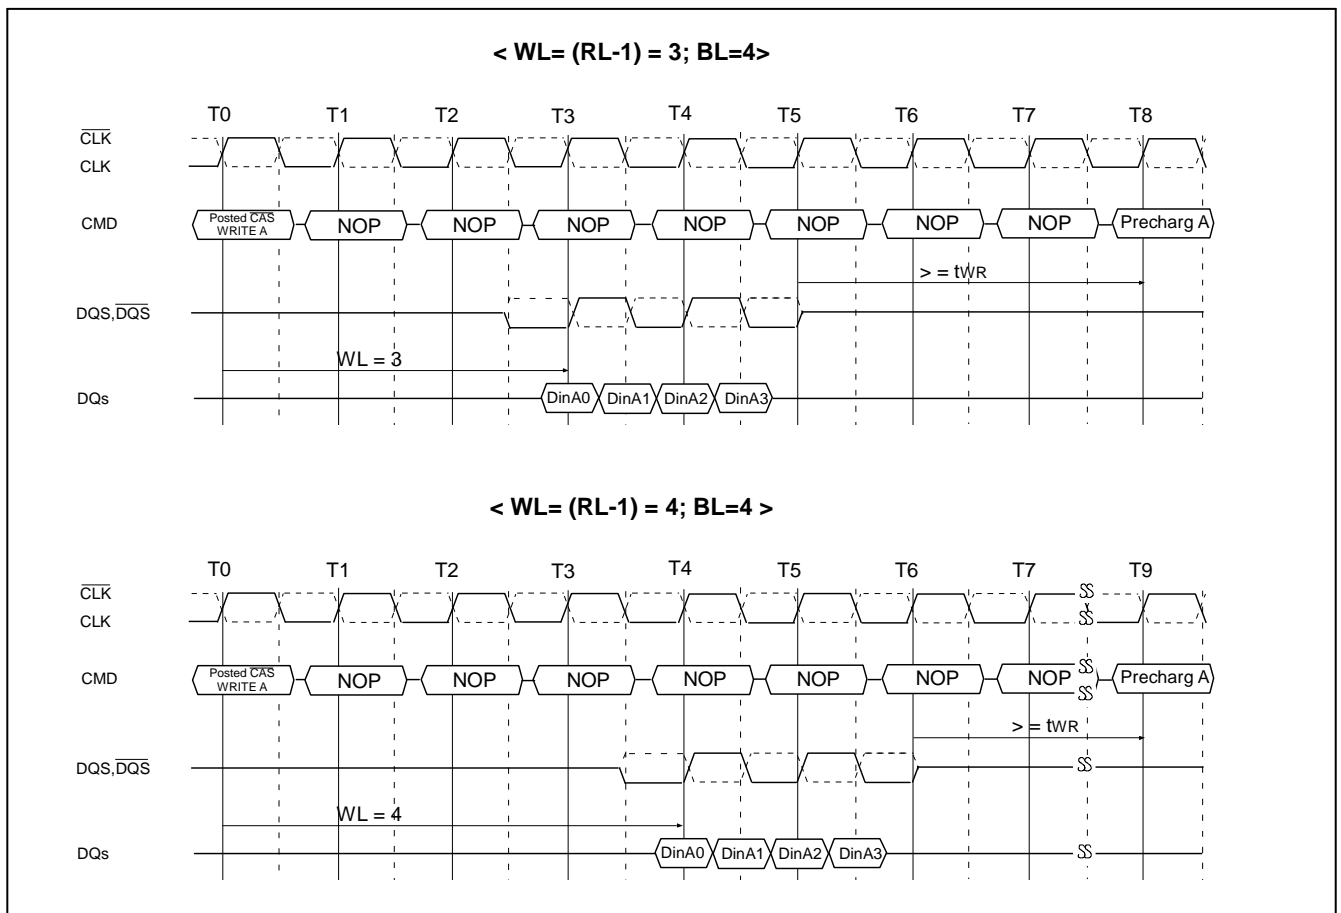 < WL= (RL-1) = 3; BL=4>
T0 T1 T2 T3 T4 T5 T6 T7 T8
CLK
CLK
CMD
Posted CAS
WRITE A
NOP NOP NOP NOP NOP NOP NOP Precharg A
> = tWR
DQS,DQS
WL = 3
DQs
DinA0 DinA1 DinA2 DinA3
< WL= (RL-1) = 4; BL=4 >
T0 T1 T2 T3 T4 T5 T6 T7 T9
CLK
CLK
CMD
Posted CAS
WRITE A
NOP NOP NOP NOP NOP NOP NOP Precharg A
> = tWR
DQS,DQS
WL = 4
DQs
DinA0 DinA1 DinA2 DinA3